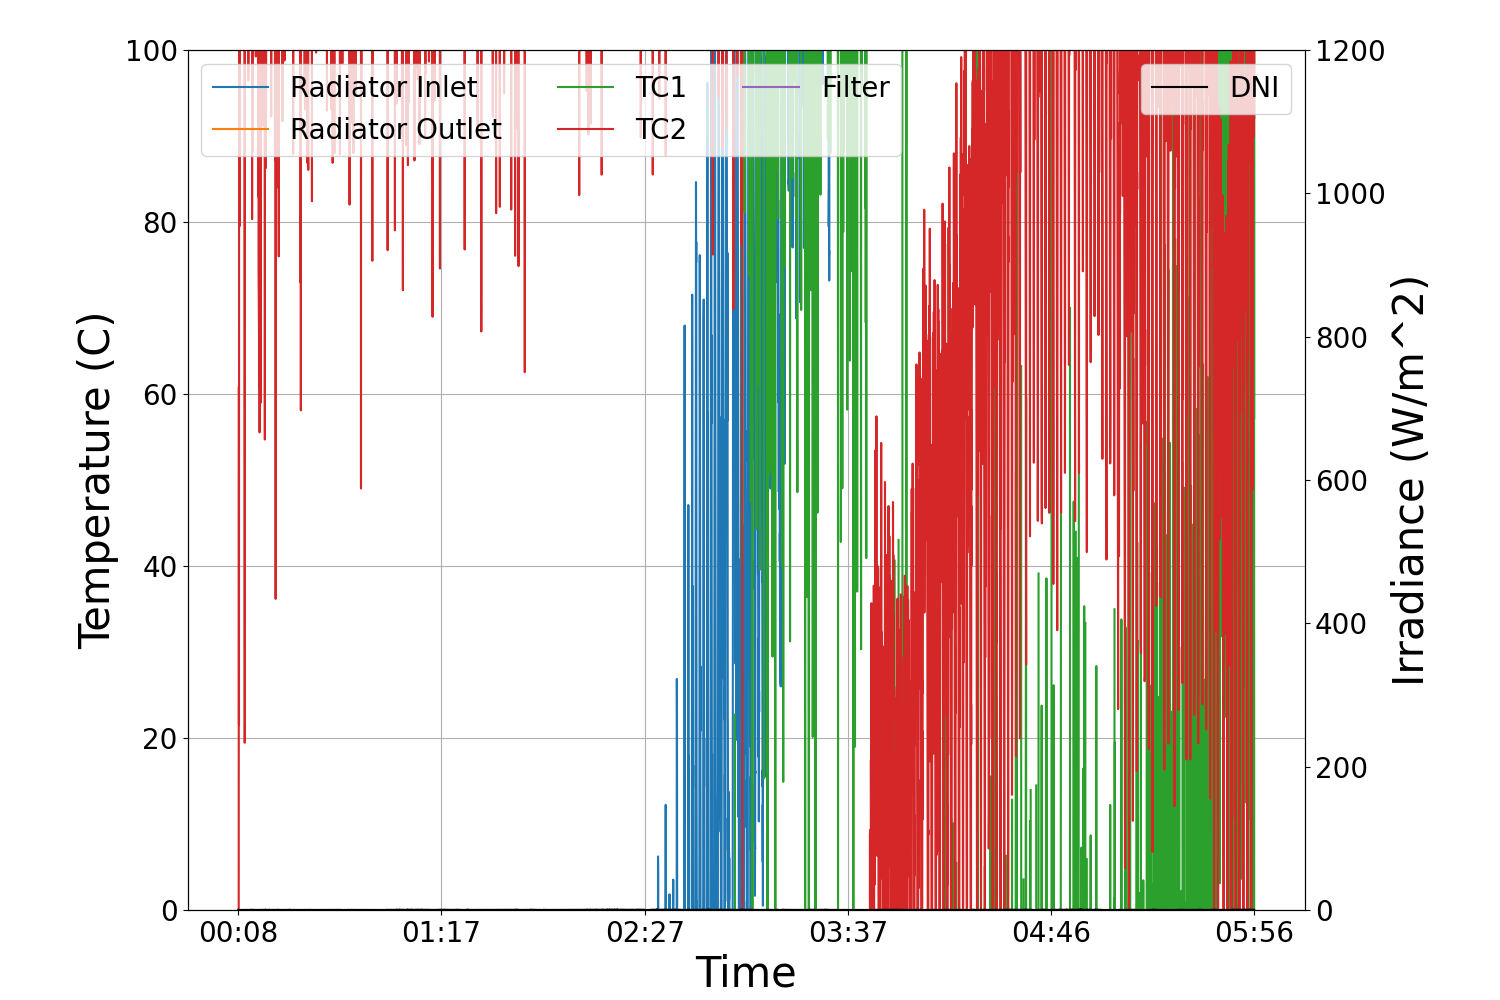 100
80
60
40
20
0
Temperature (C)
Radiator Inlet
Radiator Outlet
TC1
TC2
Filter
DNI
1200
1000
800
600
400
200
0
Irradiance (W/m^2)
00:08
01:17
02:27
03:37
04:46
05:56
Time